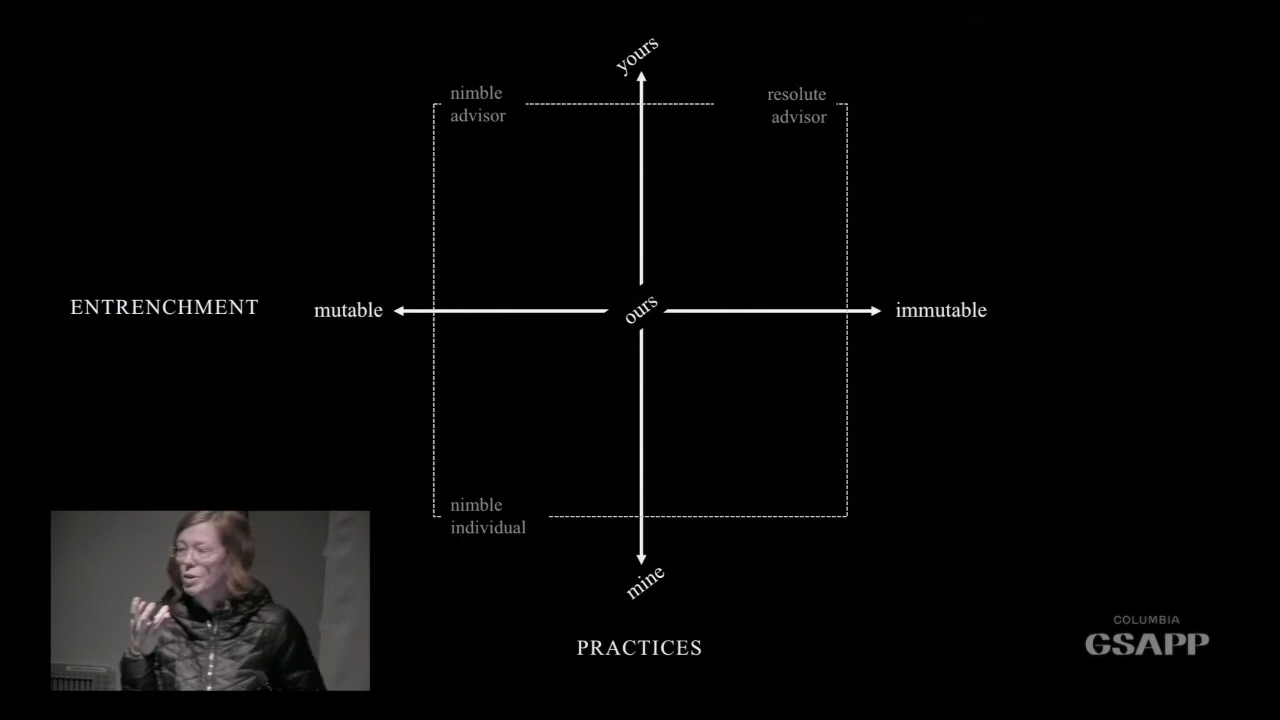 yours
nimble
advisor
resolute
advisor
ENTRENCHMENT
mutable
ours
immutable
nimble
individual
mine
PRACTICES
COLUMBIA
GSAPP